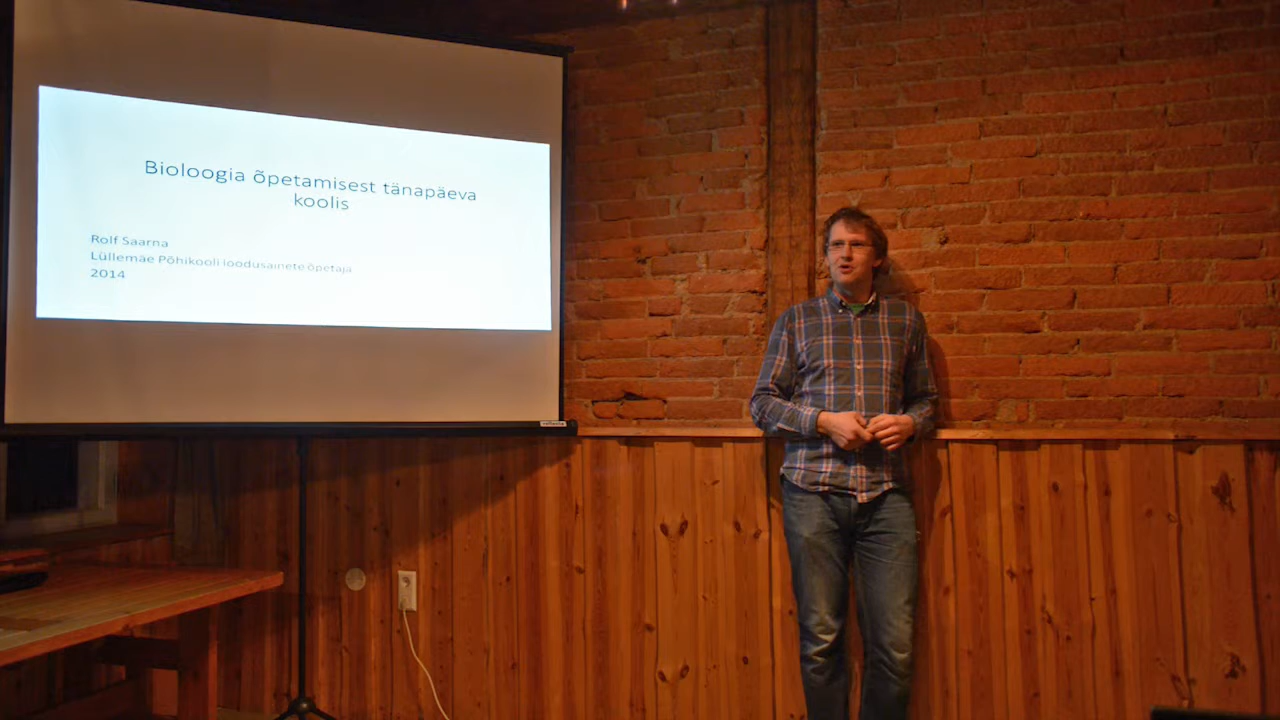 Bioloogia õpetamisest tänapäeva
koolis
Rolf Saarna
Lüllemäe Põhikooli loodusainete õpetaja
2014